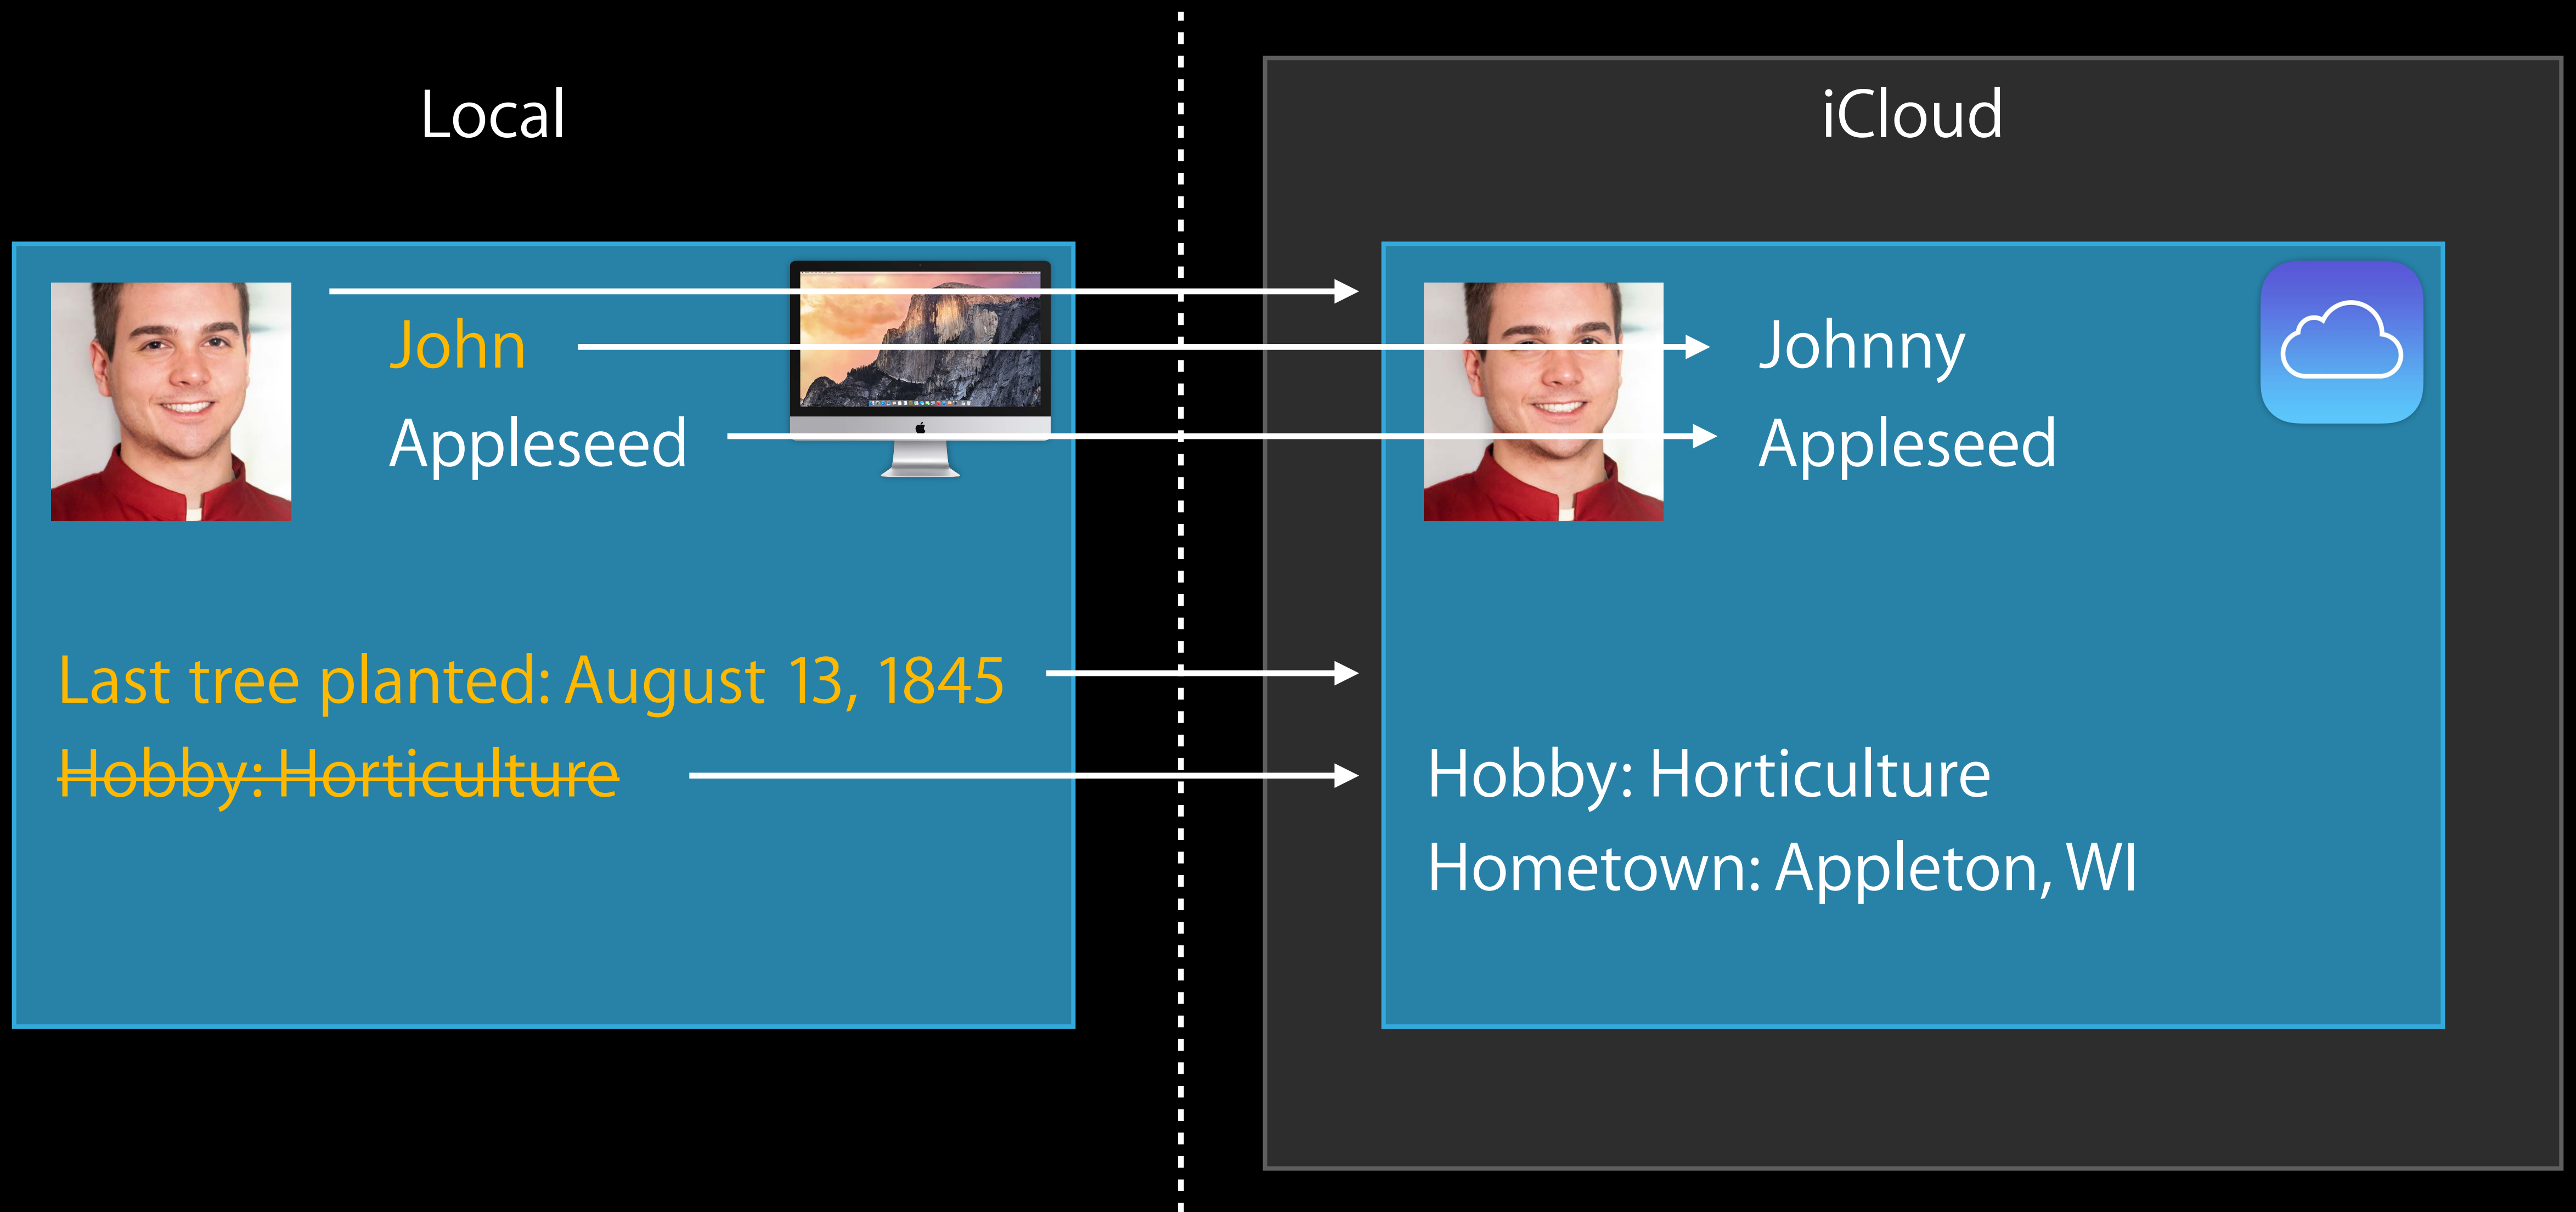 Local
iCloud
John
Appleseed
Johnny
Appleseed
Last tree planted: August 13, 1845
Hobby: Horticulture
Hobby: Horticulture
Hometown: Appleton, WI